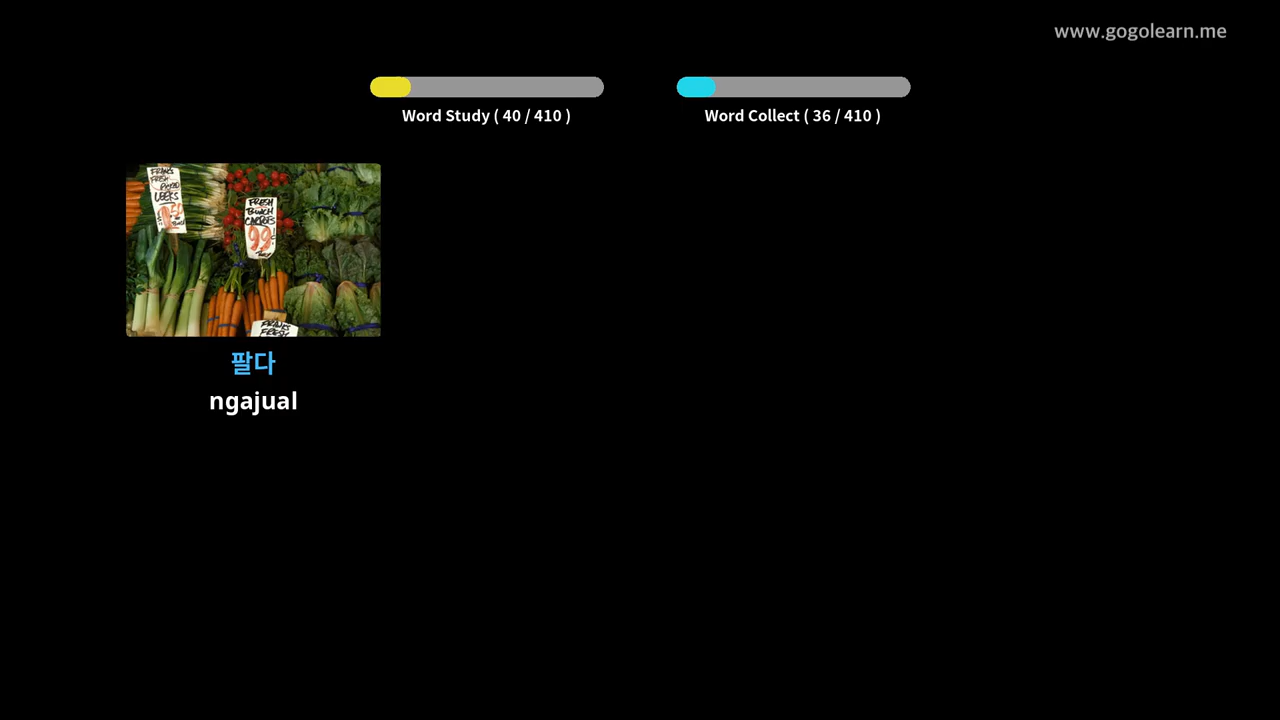 www.gogolearn.me
Word Study ( 40 / 410 )
Word Collect ( 36 / 410 )
FRESH
LEEKS
FRESH
BUNCH
CARROTS
99¢
팔다
ngajual